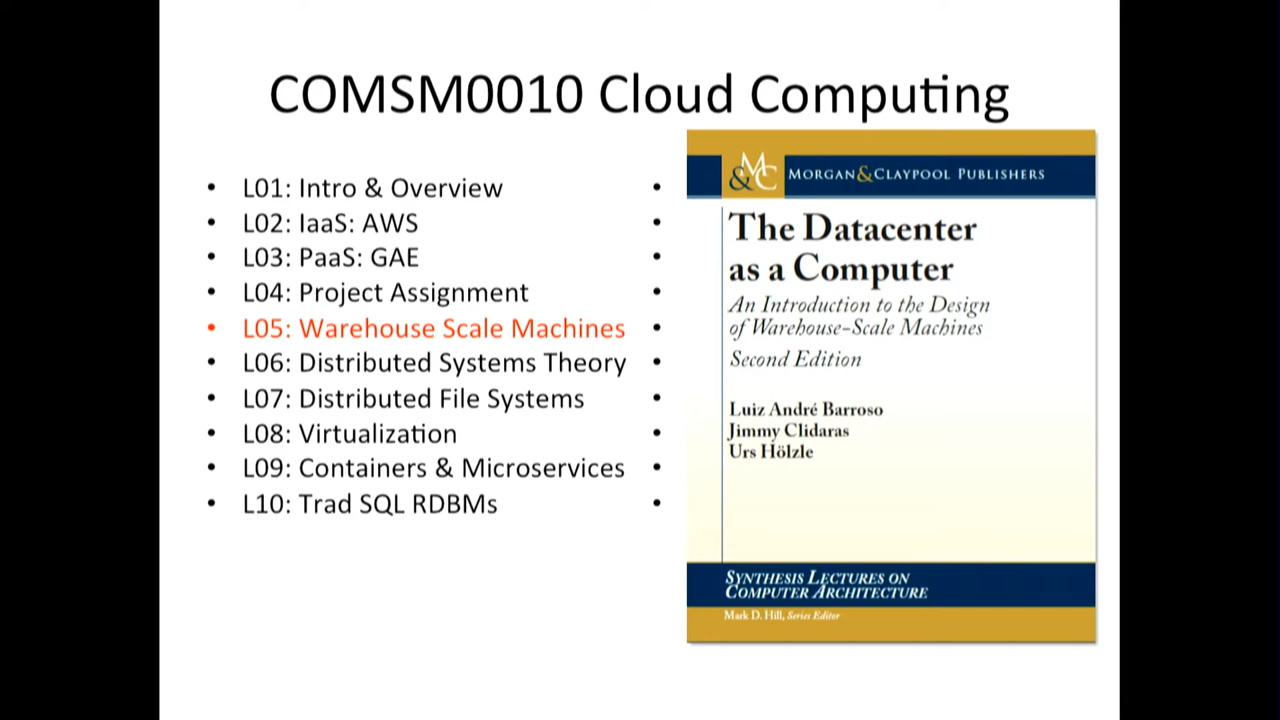 COMSM0010 Cloud Computing
• L01: Intro & Overview
• L02: IaaS: AWS
• L03: PaaS: GAE
• L04: Project Assignment
• L05: Warehouse Scale Machines
• L06: Distributed Systems Theory
• L07: Distributed File Systems
• L08: Virtualization
• L09: Containers & Microservices
• L10: Trad SQL RDBMs
M&C MORGAN&CLAYPOOL PUBLISHERS
The Datacenter
as a Computer
An Introduction to the Design
of Warehouse-Scale Machines
Second Edition
Luiz André Barroso
Jimmy Clidaras
Urs Hölzle
SYNTHESIS LECTURES ON
COMPUTER ARCHITECTURE
Mark D. Hill, Series Editor